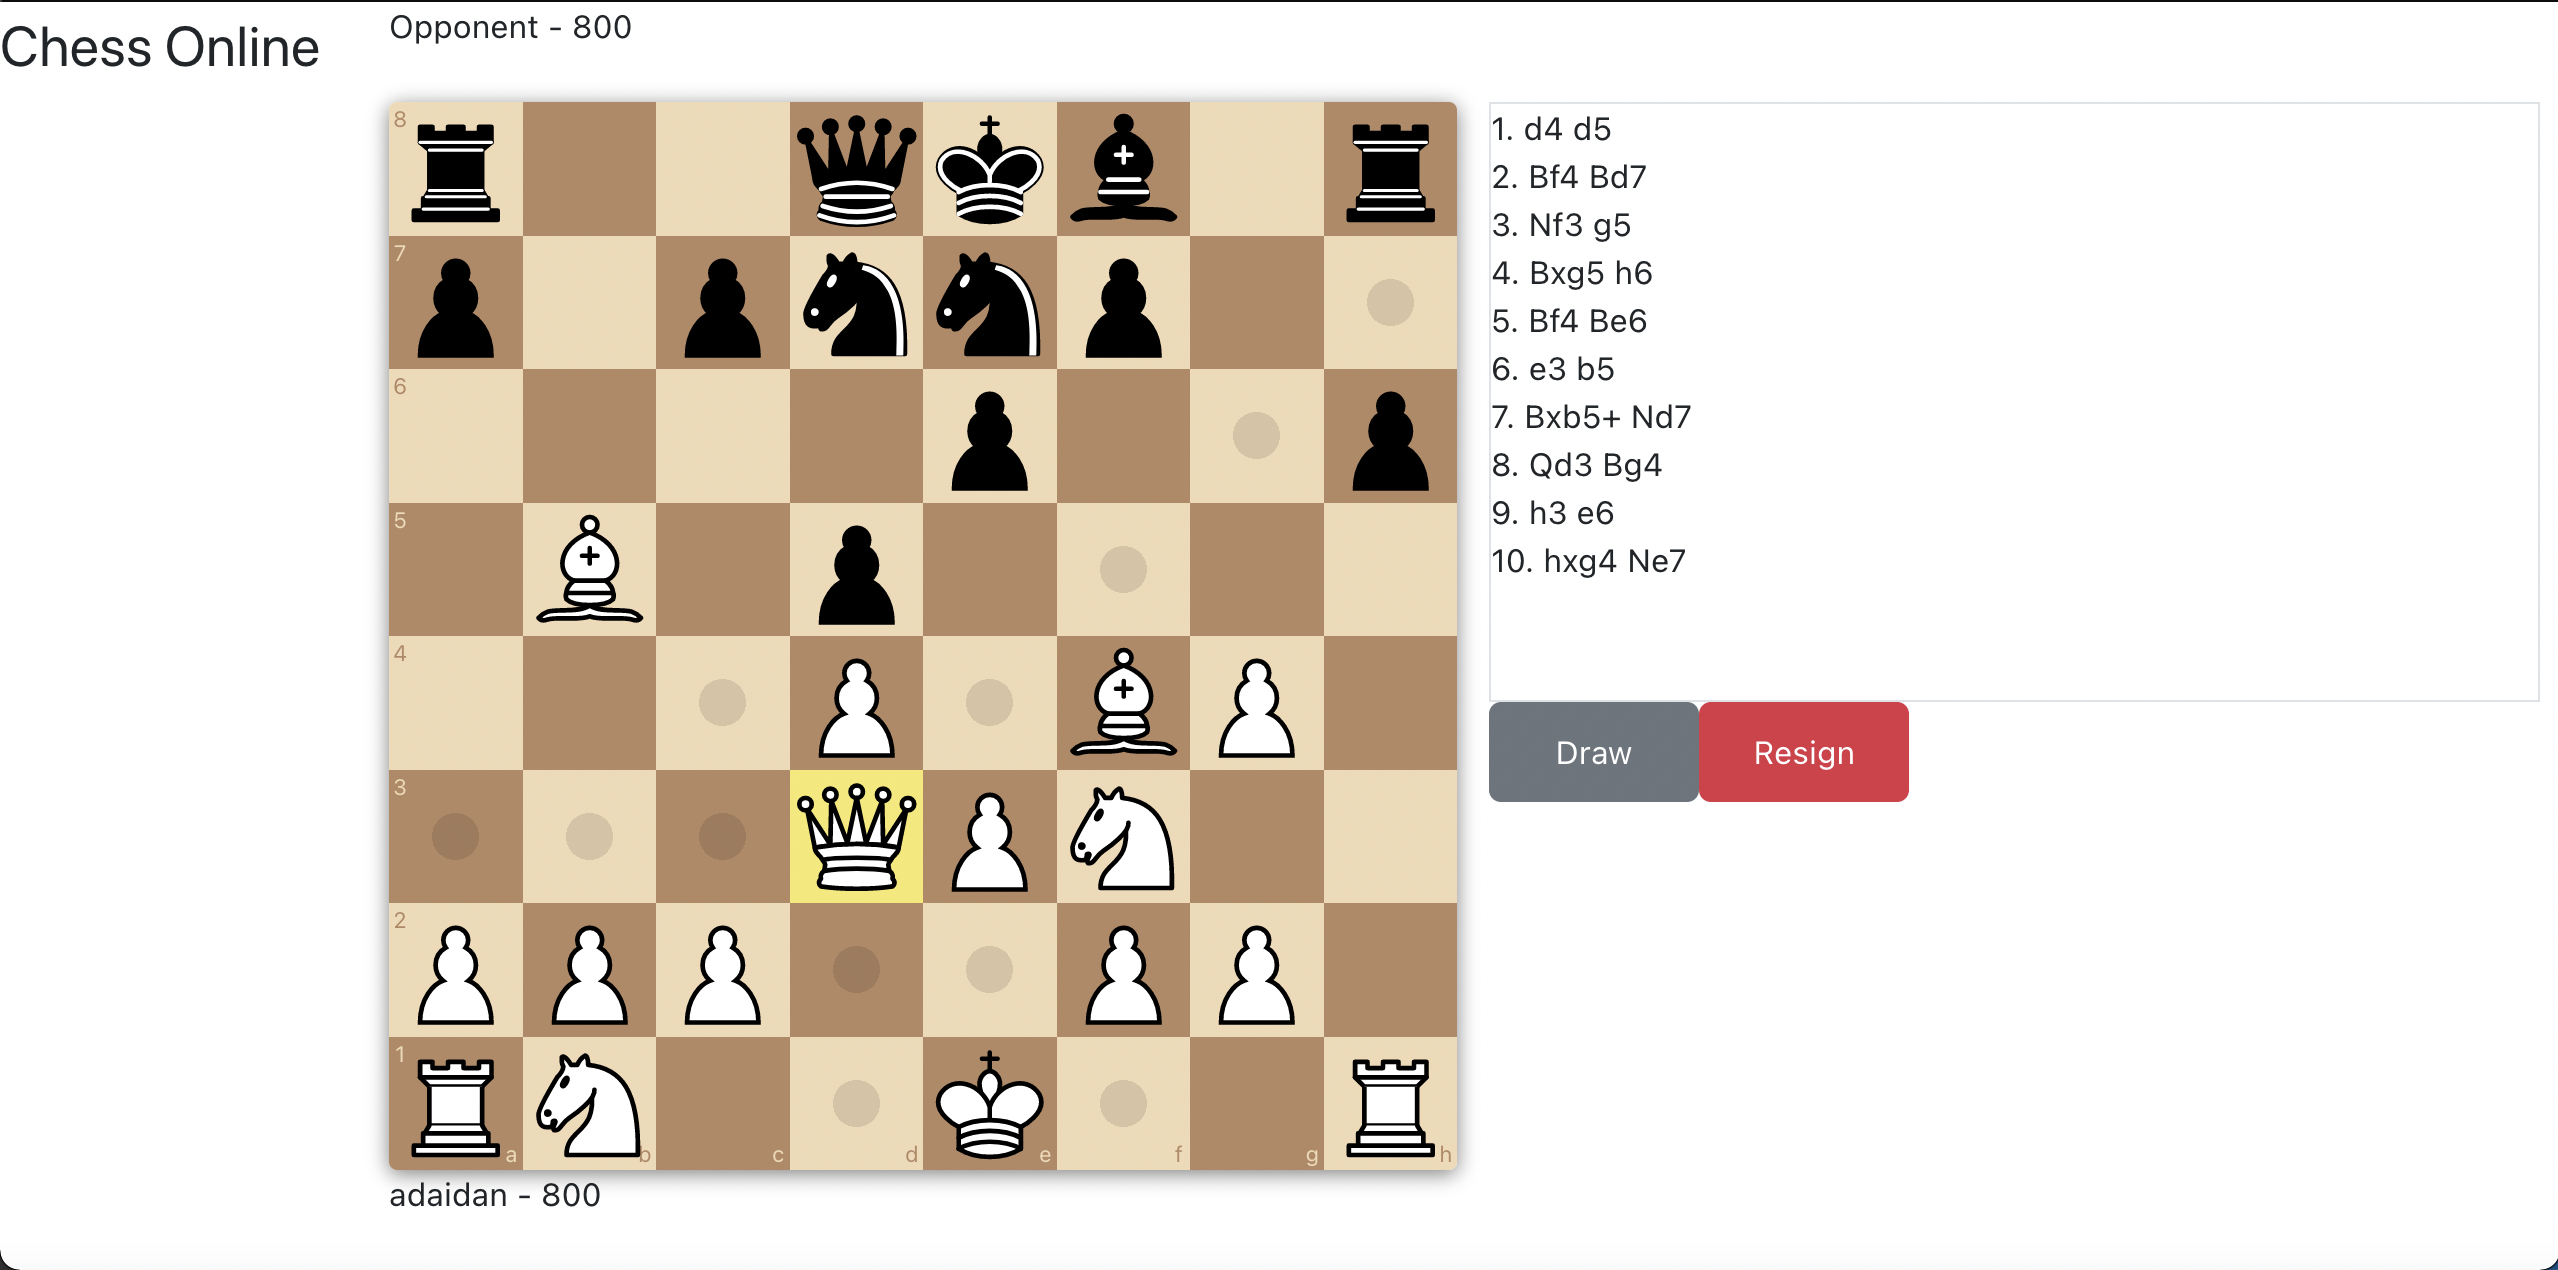 Chess Online
Opponent - 800
8
7
6
5
4
3
2
1
a b c d e f g h
adaidan - 800
1. d4 d5
2. Bf4 Bd7
3. Nf3 g5
4. Bxg5 h6
5. Bf4 Be6
6. e3 b5
7. Bxb5+ Nd7
8. Qd3 Bg4
9. h3 e6
10. hxg4 Ne7
Draw Resign